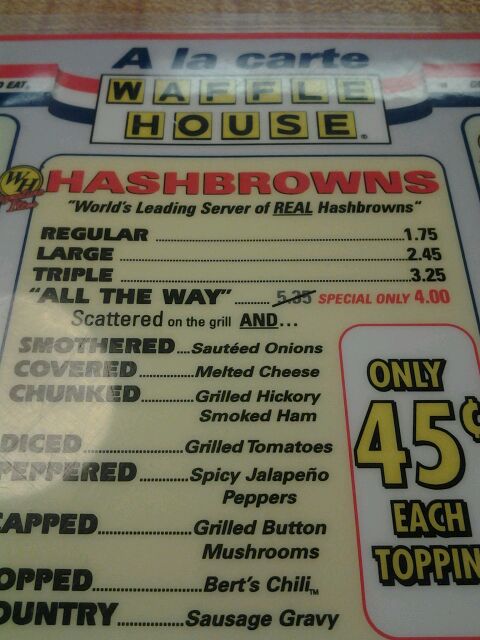 A la carte
WAFFLE
HOUSE®
WH
HASHBROWNS
"World's Leading Server of REAL Hashbrowns"
REGULAR ..... 1.75
LARGE ..... 2.45
TRIPLE ..... 3.25
"ALL THE WAY" ..... 5.35 SPECIAL ONLY 4.00
Scattered on the grill AND...
SMOTHERED.....Sautéed Onions
COVERED.....Melted Cheese
CHUNKED.....Grilled Hickory
Smoked Ham
DICED.....Grilled Tomatoes
PEPPERED.....Spicy Jalapeño
Peppers
CAPPED.....Grilled Button
Mushrooms
OPPED.....Bert's Chili™
OUNTRY.....Sausage Gravy
ONLY
45¢
EACH
TOPPIN
EAT.